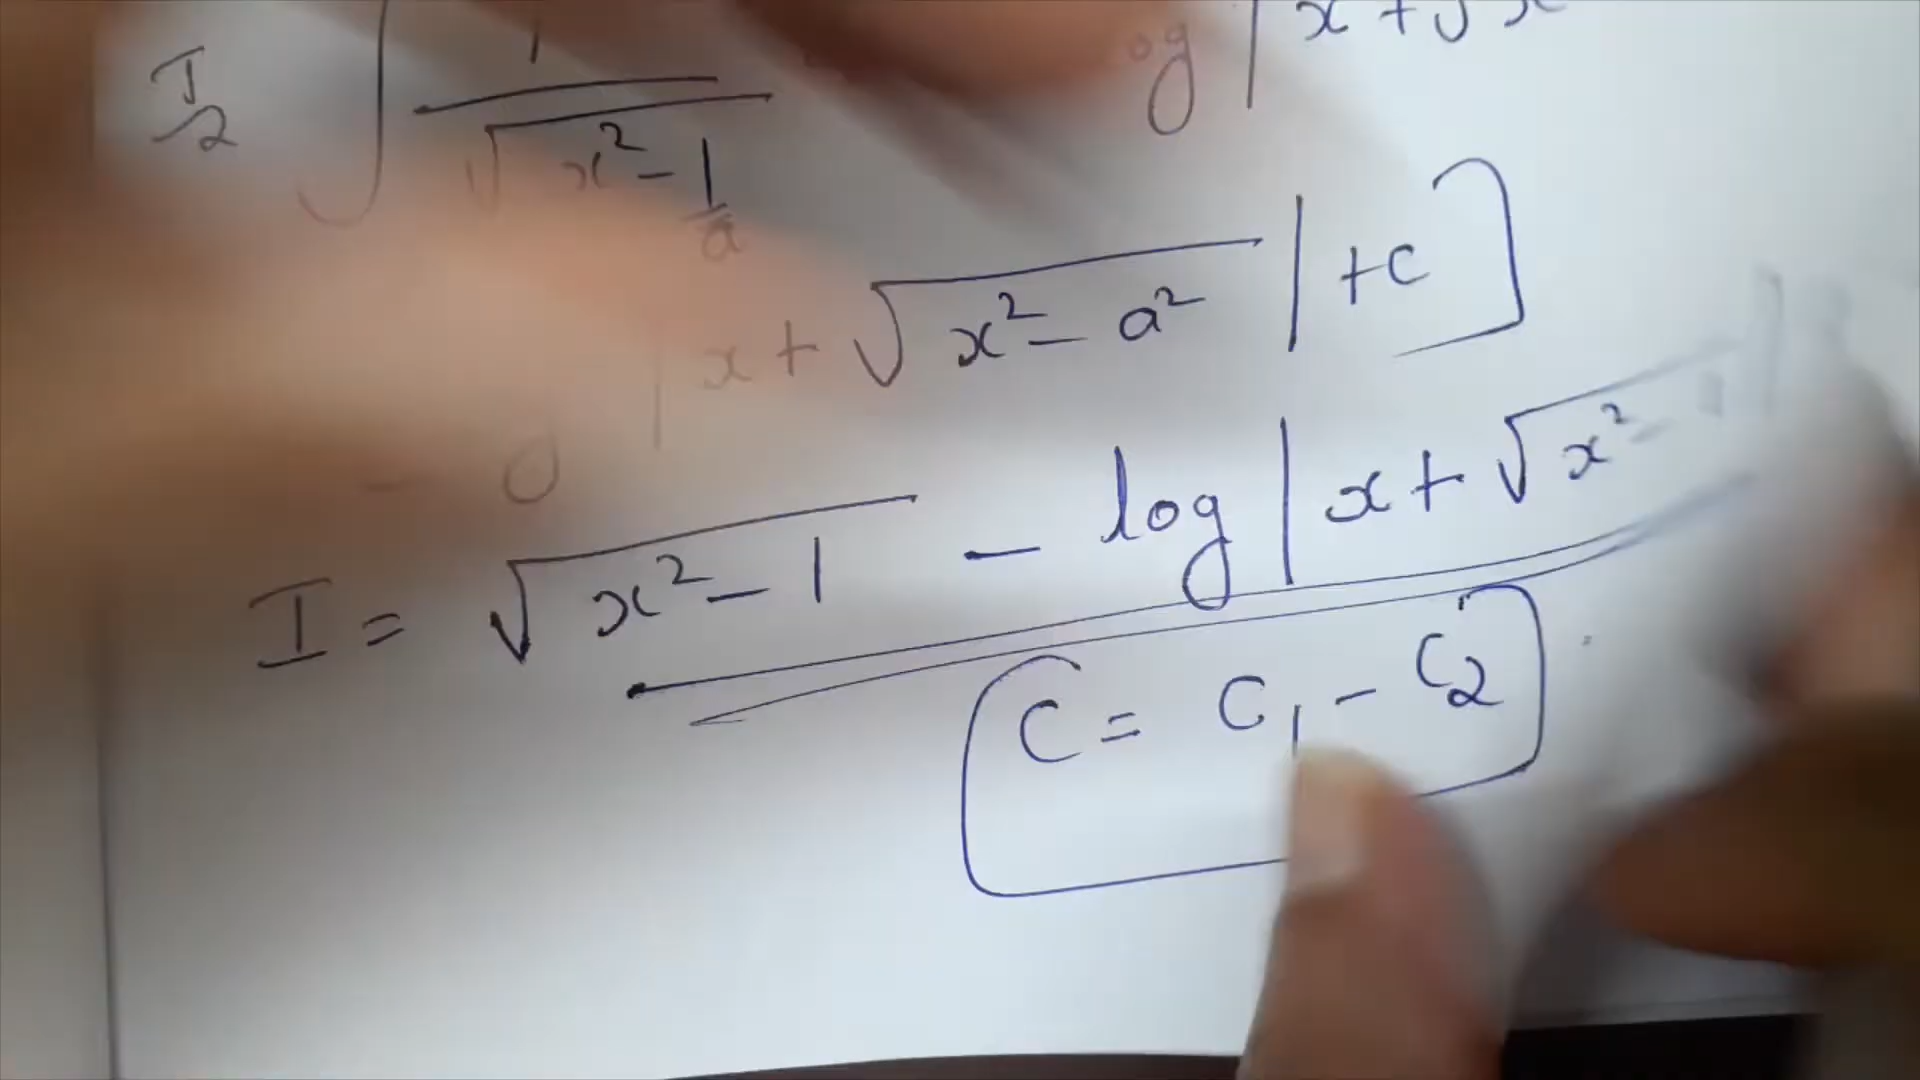 I2 ∫ 1/√(x² - 1) log | x + √x
a
| x + √(x² - a²) | + c ]
I = √(x² - 1) - log | x + √(x² -
C = C₁ - C₂